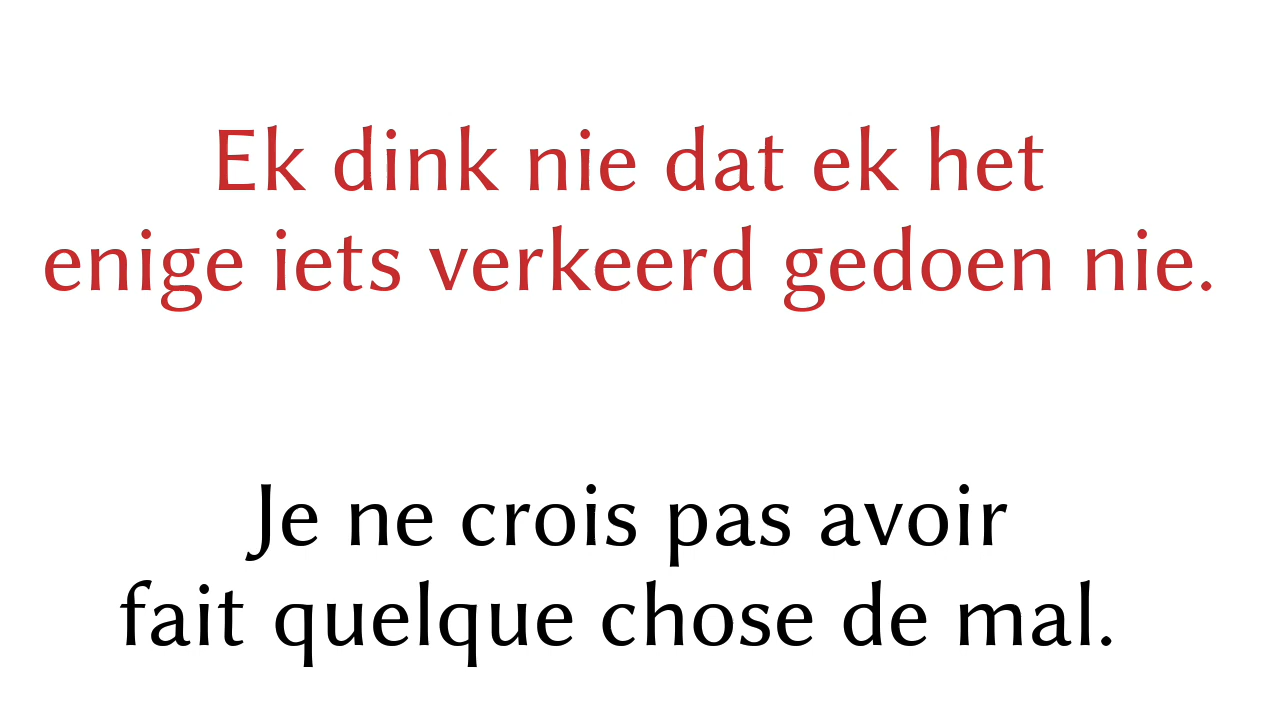 Ek dink nie dat ek het
enige iets verkeerd gedoen nie.
Je ne crois pas avoir
fait quelque chose de mal.